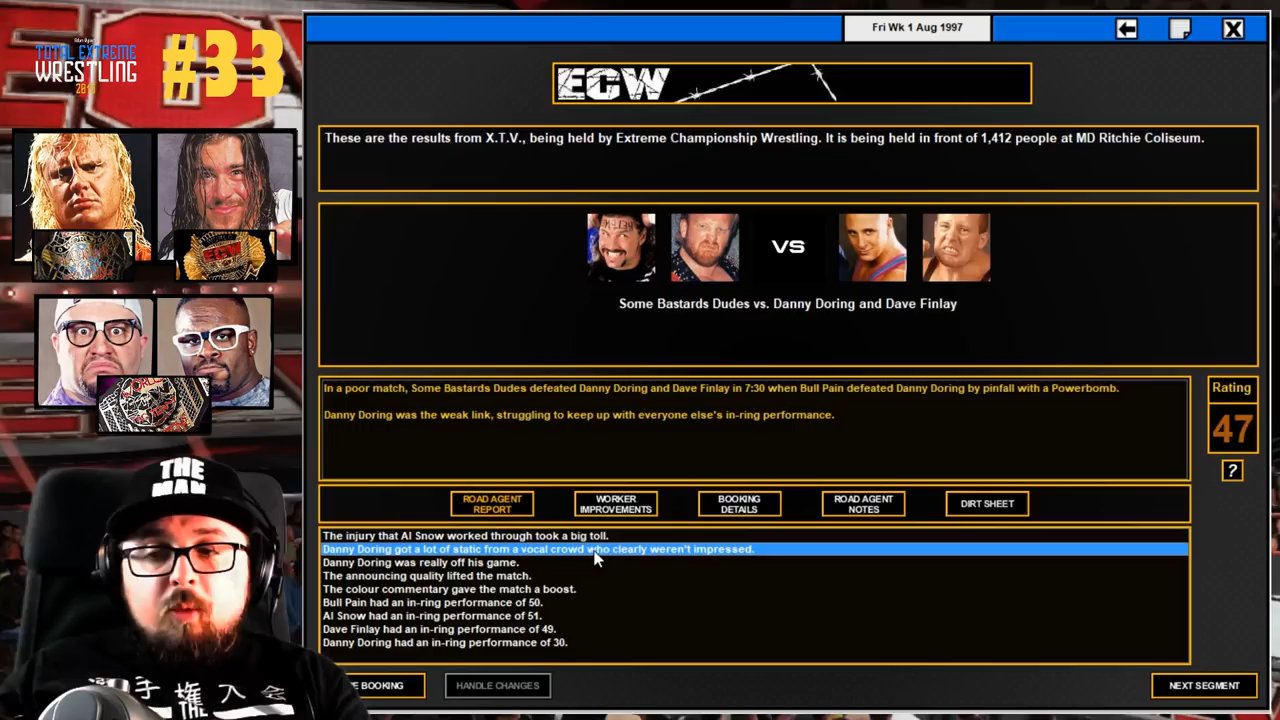 TOTAL EXTREME
WRESTLING
#33
Fri Wk 1 Aug 1997
X
ECW
These are the results from X.T.V., being held by Extreme Championship Wrestling. It is being held in front of 1,412 people at MD Ritchie Coliseum.
VS
Some Bastards Dudes vs. Danny Doring and Dave Finlay
In a poor match, Some Bastards Dudes defeated Danny Doring and Dave Finlay in 7:30 when Bull Pain defeated Danny Doring by pinfall with a Powerbomb.
Danny Doring was the weak link, struggling to keep up with everyone else's in-ring performance.
Rating
47
?
ROAD AGENT REPORT
WORKER IMPROVEMENTS
BOOKING DETAILS
ROAD AGENT NOTES
DIRT SHEET
The injury that Al Snow worked through took a big toll.
Danny Doring got a lot of static from a vocal crowd who clearly weren't impressed.
Danny Doring was really off his game.
The announcing quality lifted the match.
The colour commentary gave the match a boost.
Bull Pain had an in-ring performance of 50.
Al Snow had an in-ring performance of 51.
Dave Finlay had an in-ring performance of 49.
Danny Doring had an in-ring performance of 30.
BOOKING
HANDLE CHANGES
NEXT SEGMENT
THE
MAN
選手権入会
THE